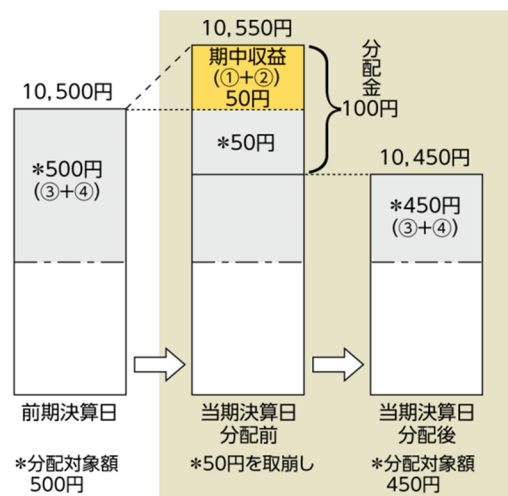 10,500円
*500円
(③+④)
前期決算日
*分配対象額
500円
10,550円
期中収益
(①+②)
50円
*50円
分配金
100円
当期決算日
分配前
*50円を取崩し
10,450円
*450円
(③+④)
当期決算日
分配後
*分配対象額
450円